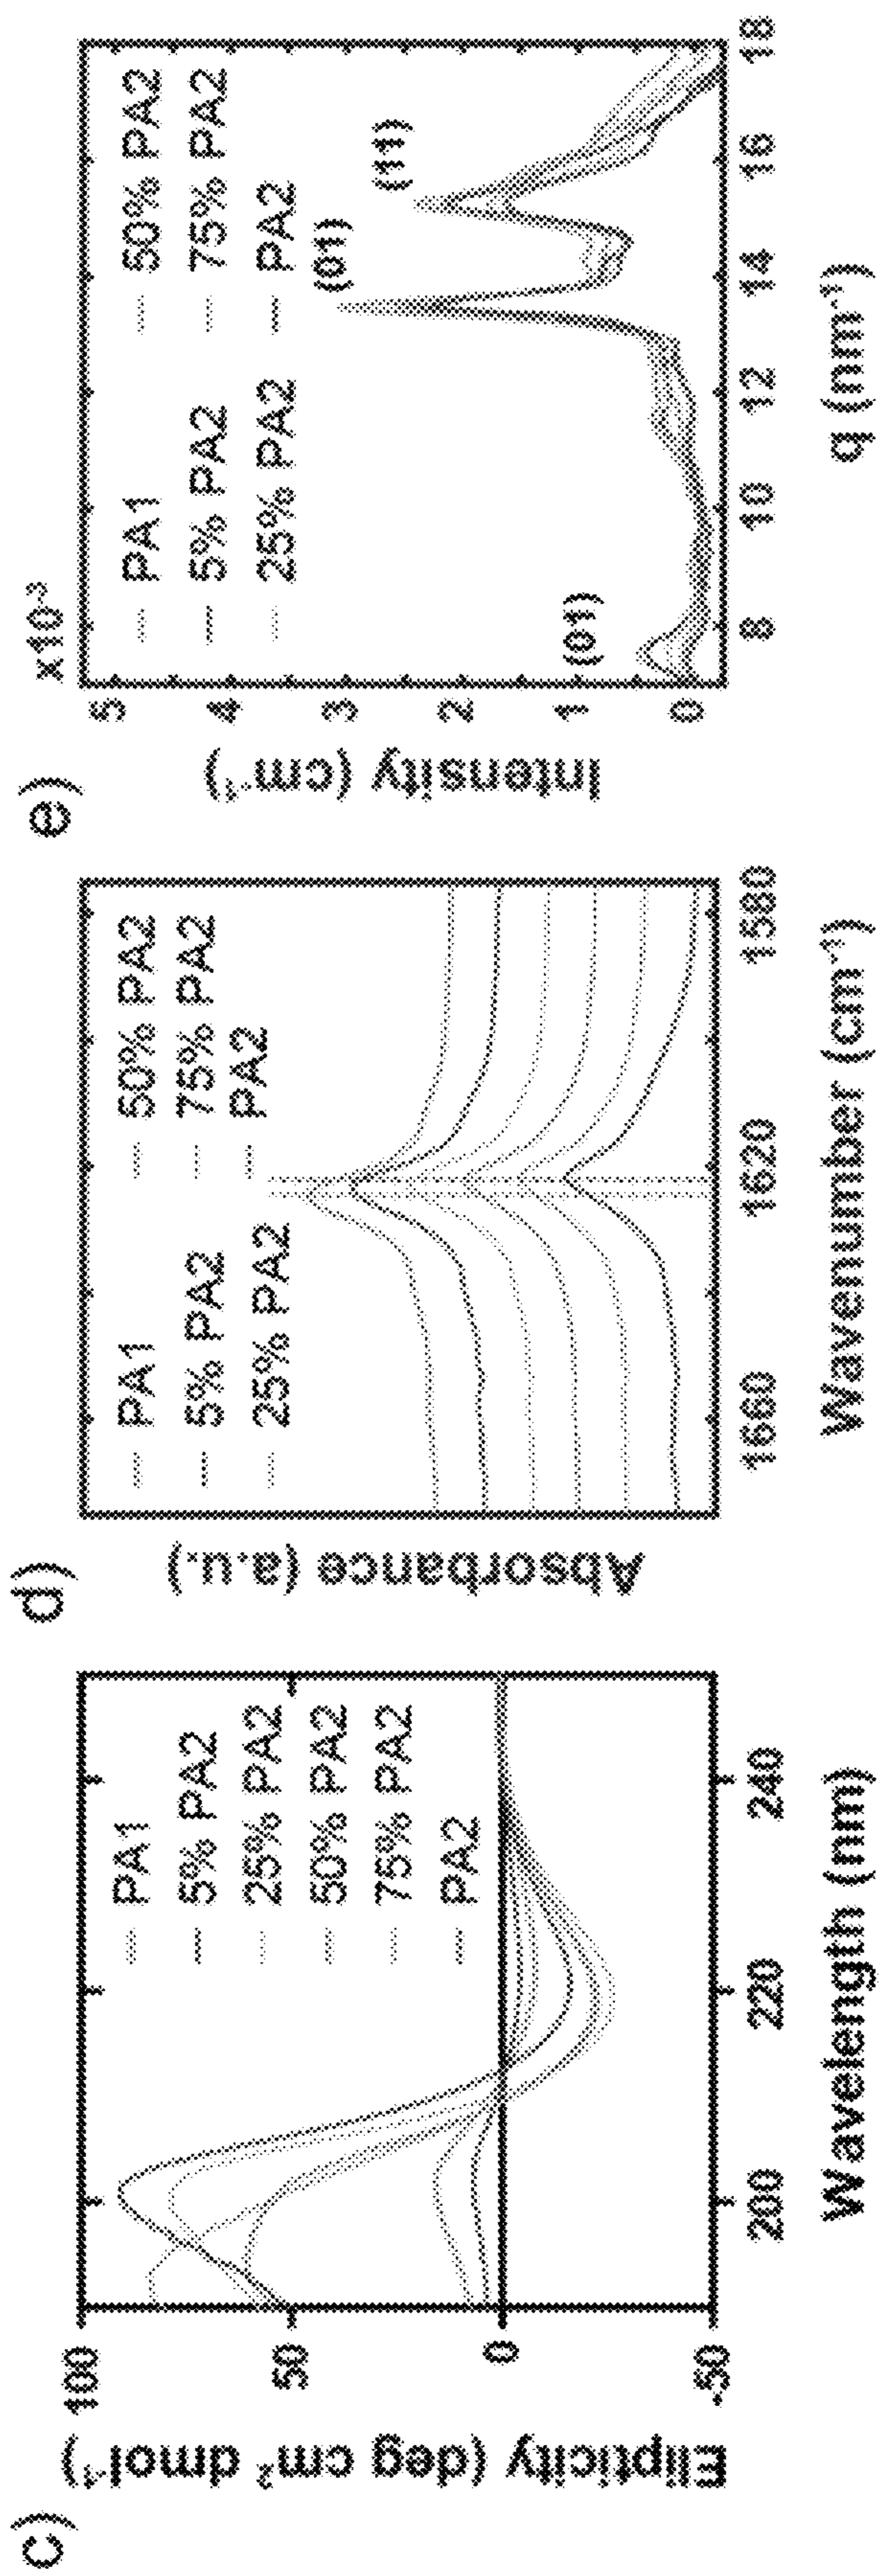 c)
Elipticity (deg cm² dmol⁻¹)
100
50
0
-50
PA1
5% PA2
25% PA2
50% PA2
75% PA2
PA2
200
220
240
Wavelength (nm)
d)
Absorbance (a.u.)
PA1
50% PA2
5% PA2
75% PA2
25% PA2
PA2
1660
1620
1580
Wavenumber (cm⁻¹)
e)
x10⁻³
Intensity (cm⁻¹)
5
4
3
2
1
0
PA1
50% PA2
5% PA2
75% PA2
25% PA2
PA2
(01)
(01)
(11)
8
10
12
14
16
18
q (nm⁻¹)